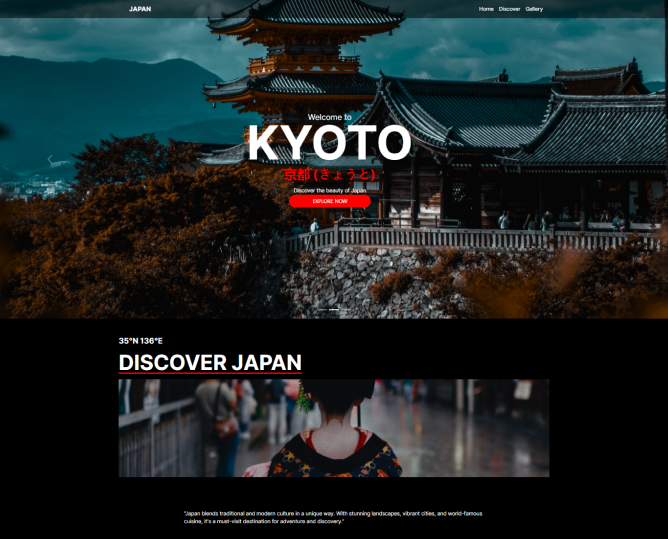 JAPAN
Home Discover Gallery
Welcome to
KYOTO
京都 (きょうと)
Discover the beauty of Japan.
EXPLORE NOW
35°N 136°E
DISCOVER JAPAN
"Japan blends traditional and modern culture in a unique way. With stunning landscapes, vibrant cities, and world-famous
cuisine, it's a must-visit destination for adventure and discovery."